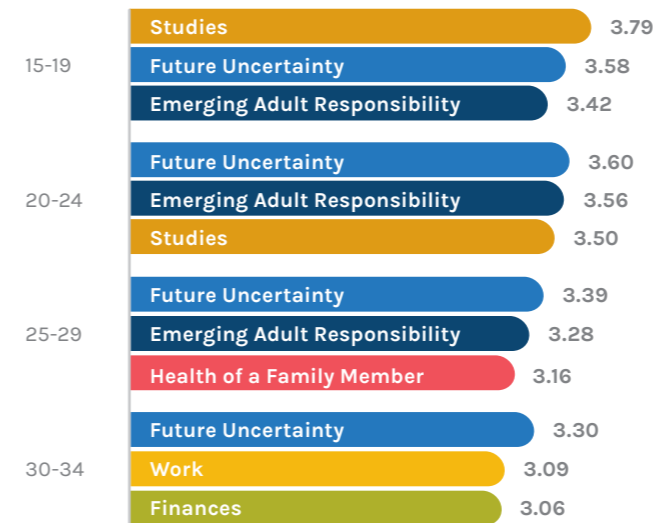 Studies 3.79
15-19 Future Uncertainty 3.58
Emerging Adult Responsibility 3.42
Future Uncertainty 3.60
20-24 Emerging Adult Responsibility 3.56
Studies 3.50
Future Uncertainty 3.39
25-29 Emerging Adult Responsibility 3.28
Health of a Family Member 3.16
Future Uncertainty 3.30
30-34 Work 3.09
Finances 3.06